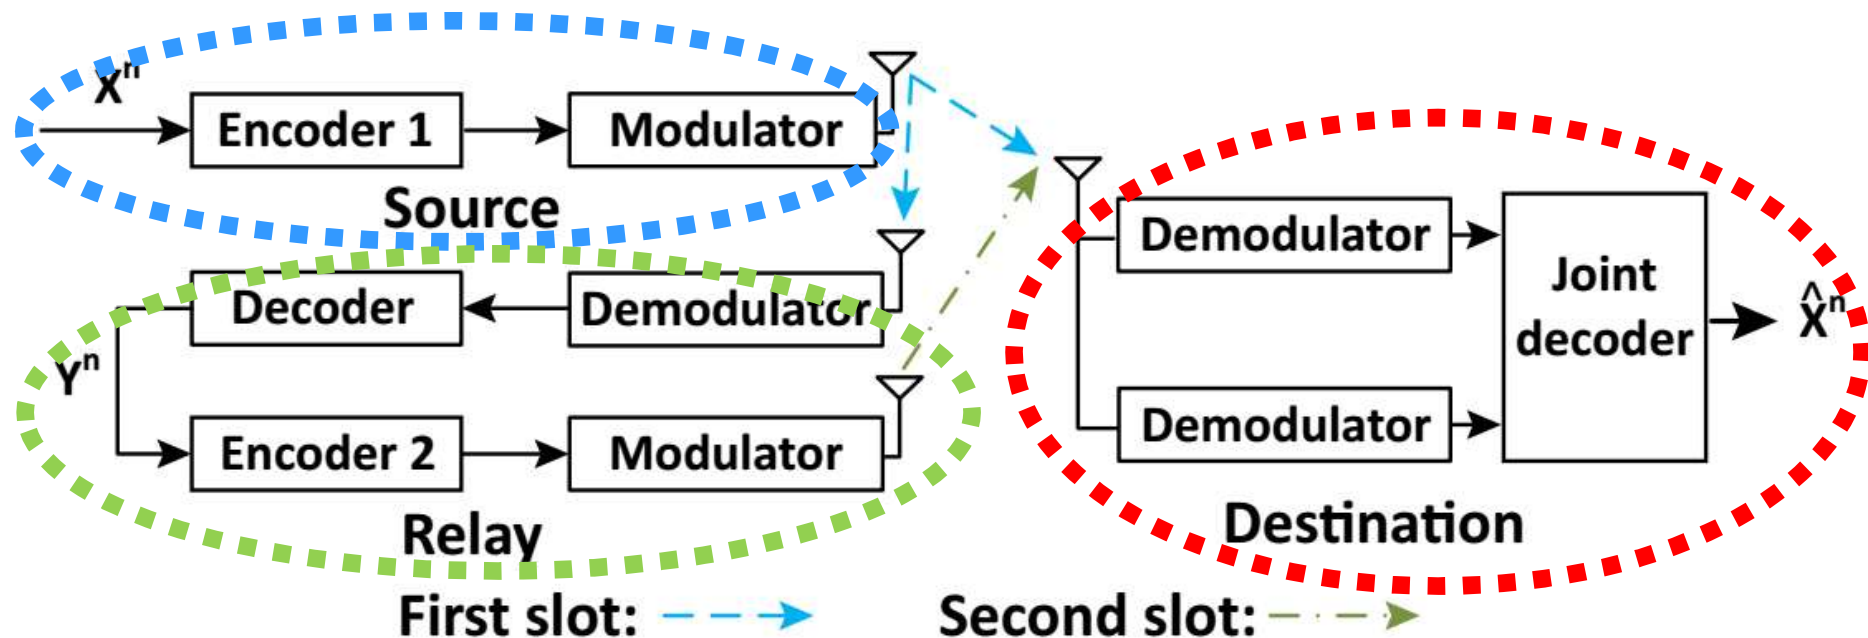 Xⁿ
Encoder 1
Modulator
Source
Decoder
Demodulator
Yⁿ
Encoder 2
Modulator
Relay
Demodulator
Demodulator
Joint
decoder
X̂ⁿ
Destination
First slot:
Second slot: